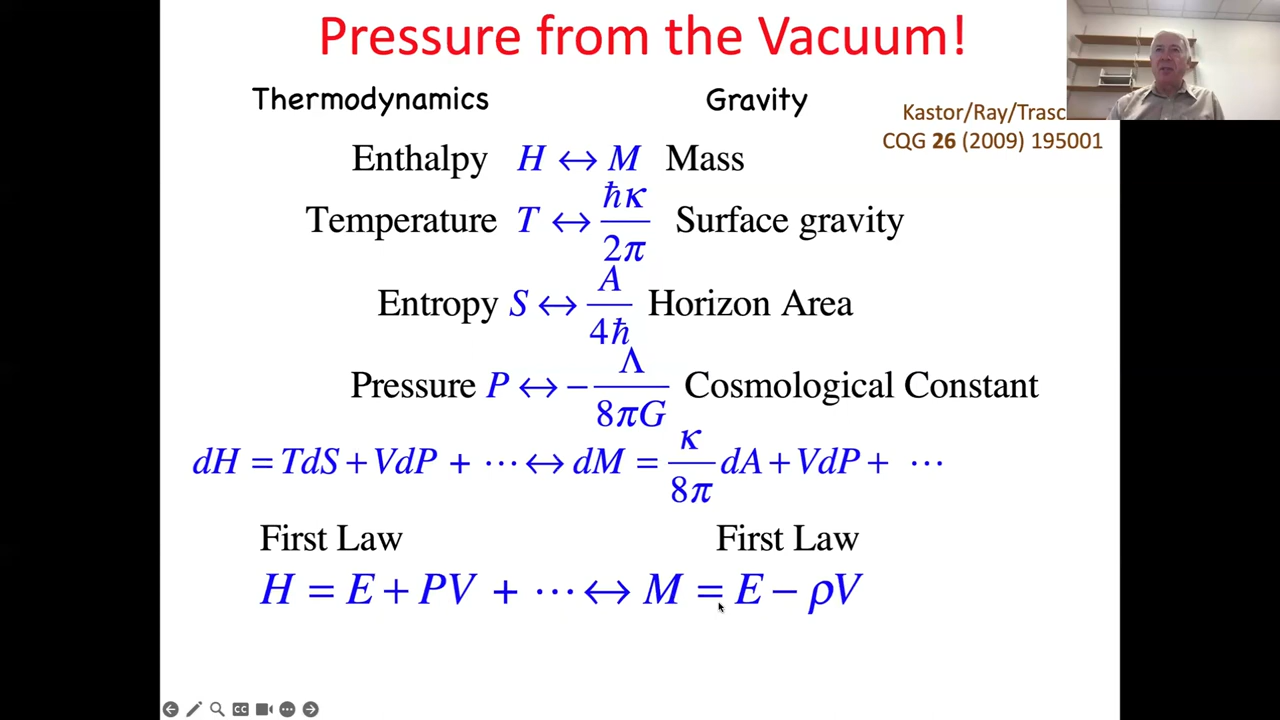 Pressure from the Vacuum!
Thermodynamics Gravity
Kastor/Ray/
CQG 26 (2009) 195001
Enthalpy H ↔ M Mass
Temperature T ↔ ħκ/2π Surface gravity
Entropy S ↔ A/4ħ Horizon Area
Pressure P ↔ −Λ/8πG Cosmological Constant
dH = TdS + VdP + ⋯ ↔ dM = κ/8π dA + VdP + ⋯
First Law First Law
H = E + PV + ⋯ ↔ M = E − ρV
CC